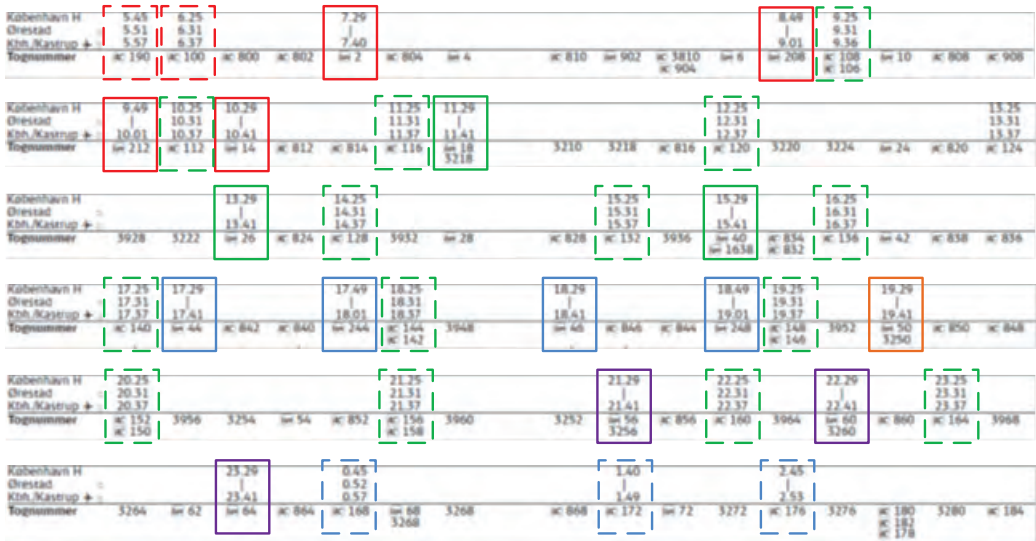 København H 5.45 6.25 7.29 8.49 9.25
Ørestad 5.51 6.31 | | 9.31
Kbh./Kastrup 5.57 6.37 7.40 9.01 9.36
Tognummer 190 100 800 802 2 804 4 810 902 3810 6 208 108 10 808 908
904 106
København H 9.49 10.25 10.29 11.25 11.29 12.25 13.25
Ørestad | 10.31 | 11.31 | 12.31 13.31
Kbh./Kastrup 10.01 10.37 10.41 11.37 11.41 12.37 13.37
Tognummer 212 112 14 812 814 116 18 3210 3218 816 120 3220 3224 24 820 124
3218
København H 13.29 14.25 15.25 15.29 16.25
Ørestad | 14.31 15.31 | 16.31
Kbh./Kastrup 13.41 14.37 15.37 15.41 16.37
Tognummer 3928 3222 26 824 128 3932 28 828 132 3936 40 834 136 42 838 836
1638 832
København H 17.25 17.29 17.49 18.25 18.29 18.49 19.25 19.29
Ørestad 17.31 | | 18.31 | | 19.31 |
Kbh./Kastrup 17.37 17.41 18.01 18.37 18.41 19.01 19.37 19.41
Tognummer 140 44 842 840 244 144 3948 46 846 844 248 148 3952 50 850 848
142 146 3250
København H 20.25 21.25 21.29 22.25 22.29 23.25
Ørestad 20.31 21.31 | 22.31 | 23.31
Kbh./Kastrup 20.37 21.37 21.41 22.37 22.41 23.37
Tognummer 152 3956 3254 54 852 156 3960 3252 56 856 160 3964 60 860 164 3968
150 158 3256 3260
København H 23.29 0.45 1.40 2.45
Ørestad | 0.52 | |
Kbh./Kastrup 23.41 0.57 1.49 2.53
Tognummer 3264 62 64 864 168 68 3268 868 172 72 3272 176 3276 180 3280 184
3268 182
178